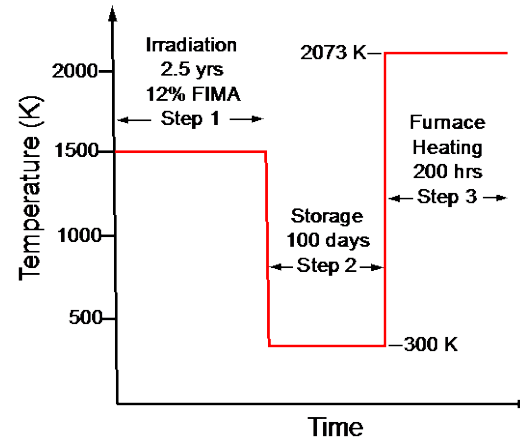 Temperature (K)
2000
1500
1000
500
Irradiation
2.5 yrs
12% FIMA
Step 1
Storage
100 days
Step 2
2073 K
Furnace
Heating
200 hrs
Step 3
300 K
Time